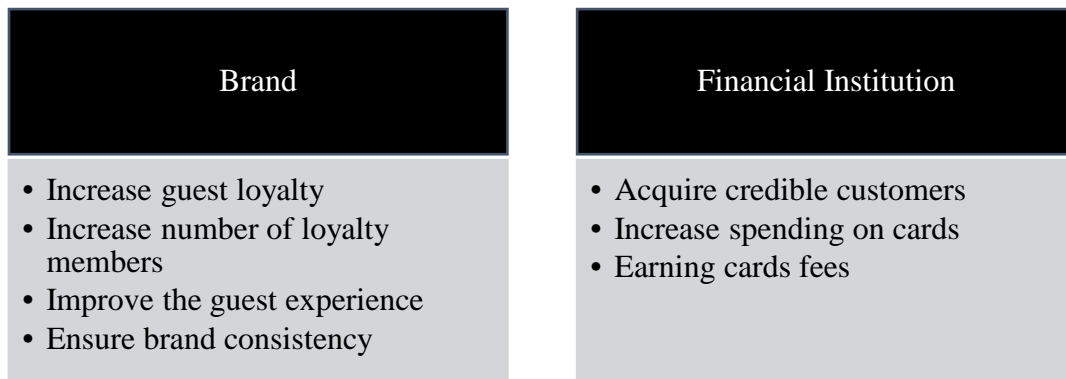 Brand
• Increase guest loyalty
• Increase number of loyalty
members
• Improve the guest experience
• Ensure brand consistency
Financial Institution
• Acquire credible customers
• Increase spending on cards
• Earning cards fees